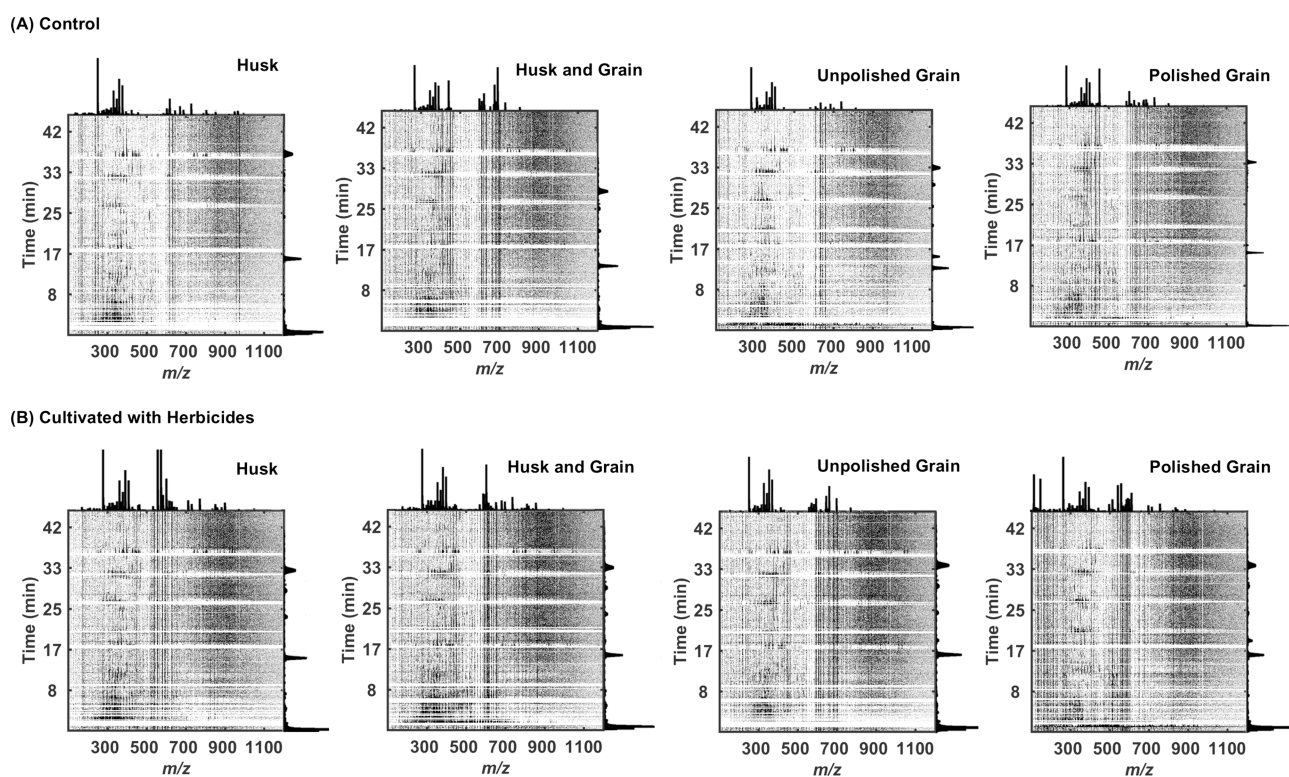 (A) Control
Husk
Husk and Grain
Unpolished Grain
Polished Grain
Time (min)
42
33
25
17
8
300 500 700 900 1100
m/z
Time (min)
42
33
25
17
8
300 500 700 900 1100
m/z
Time (min)
42
33
25
17
8
300 500 700 900 1100
m/z
Time (min)
42
33
25
17
8
300 500 700 900 1100
m/z
(B) Cultivated with Herbicides
Husk
Husk and Grain
Unpolished Grain
Polished Grain
Time (min)
42
33
25
17
8
300 500 700 900 1100
m/z
Time (min)
42
33
25
17
8
300 500 700 900 1100
m/z
Time (min)
42
33
25
17
8
300 500 700 900 1100
m/z
Time (min)
42
33
25
17
8
300 500 700 900 1100
m/z